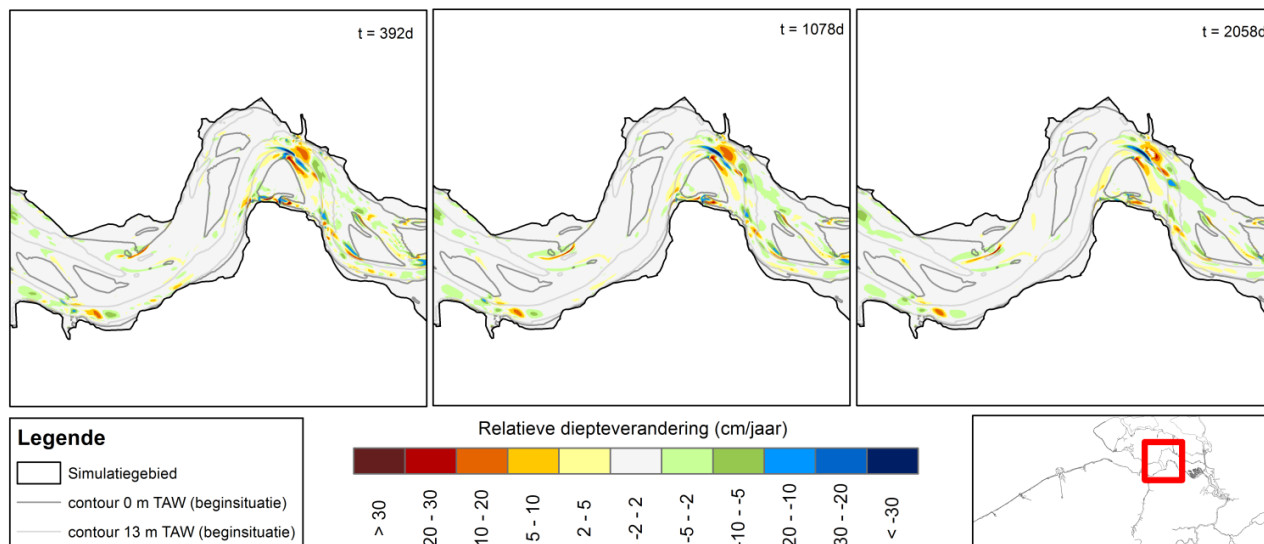 t = 392d
t = 1078d
t = 2058d
Legende
Simulatiegebied
contour 0 m TAW (beginsituatie)
contour 13 m TAW (beginsituatie)
Relatieve diepteverandering (cm/jaar)
> 30
20 - 30
10 - 20
5 - 10
2 - 5
-2 - 2
-5 - -2
-10 - -5
-20 - -10
-30 - -20
< -30